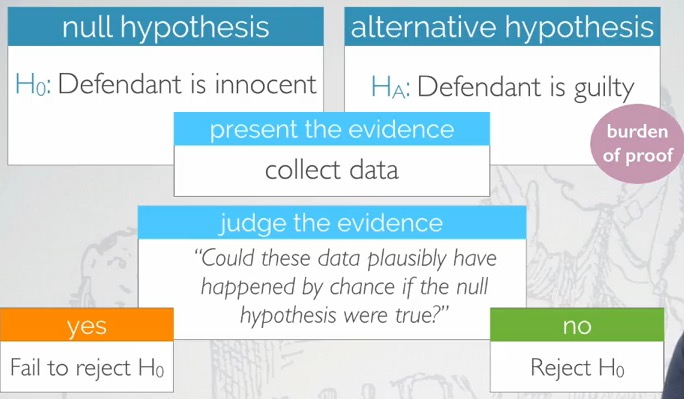 null hypothesis
alternative hypothesis
H0: Defendant is innocent
HA: Defendant is guilty
burden
of proof
present the evidence
collect data
judge the evidence
“Could these data plausibly have
happened by chance if the null
hypothesis were true?”
yes
Fail to reject H0
no
Reject H0